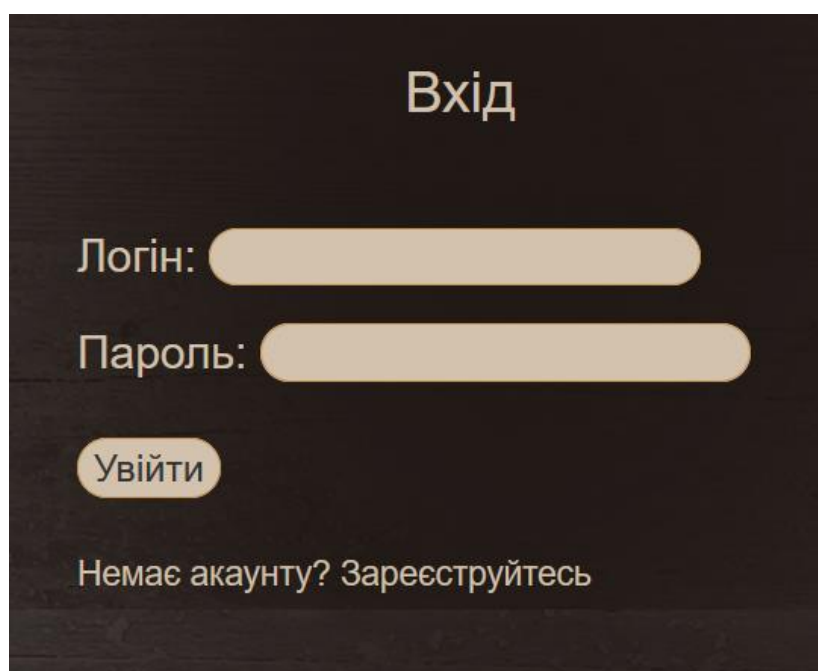 Вхід
Логін:
Пароль:
Увійти
Немає акаунту? Зареєструйтесь